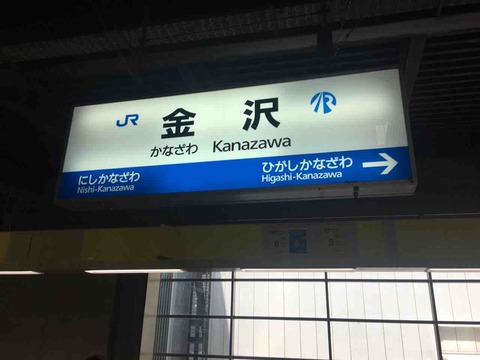 JR
金沢
かなざわ Kanazawa
にしかなざわ
Nishi-Kanazawa
ひがしかなざわ
Higashi-Kanazawa